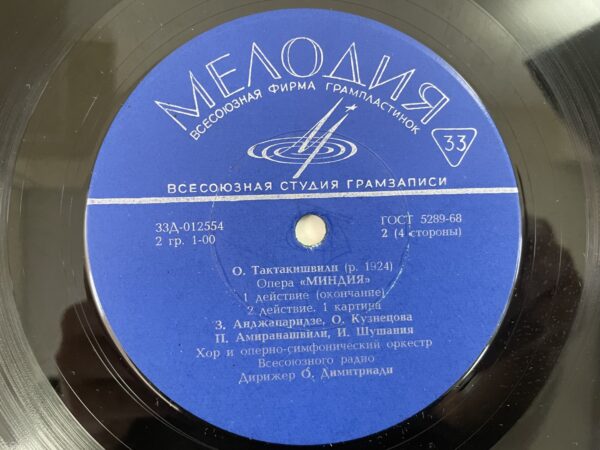 МЕЛОДИЯ
ВСЕСОЮЗНАЯ ФИРМА ГРАМПЛАСТИНОК
33
ВСЕСОЮЗНАЯ СТУДИЯ ГРАМЗАПИСИ
33Д-012554
ГОСТ 5289-68
2 гр. 1-00
2 (4 стороны)
О. Тактакишвили (р. 1924)
Опера «МИНДИЯ»
1 действие (окончание)
2 действие. 1 картина
З. Анджапаридзе, О. Кузнецова
П. Амиранашвили, И. Шушания
Хор и оперно-симфонический оркестр
Всесоюзного радио
Дирижер О. Димитриади